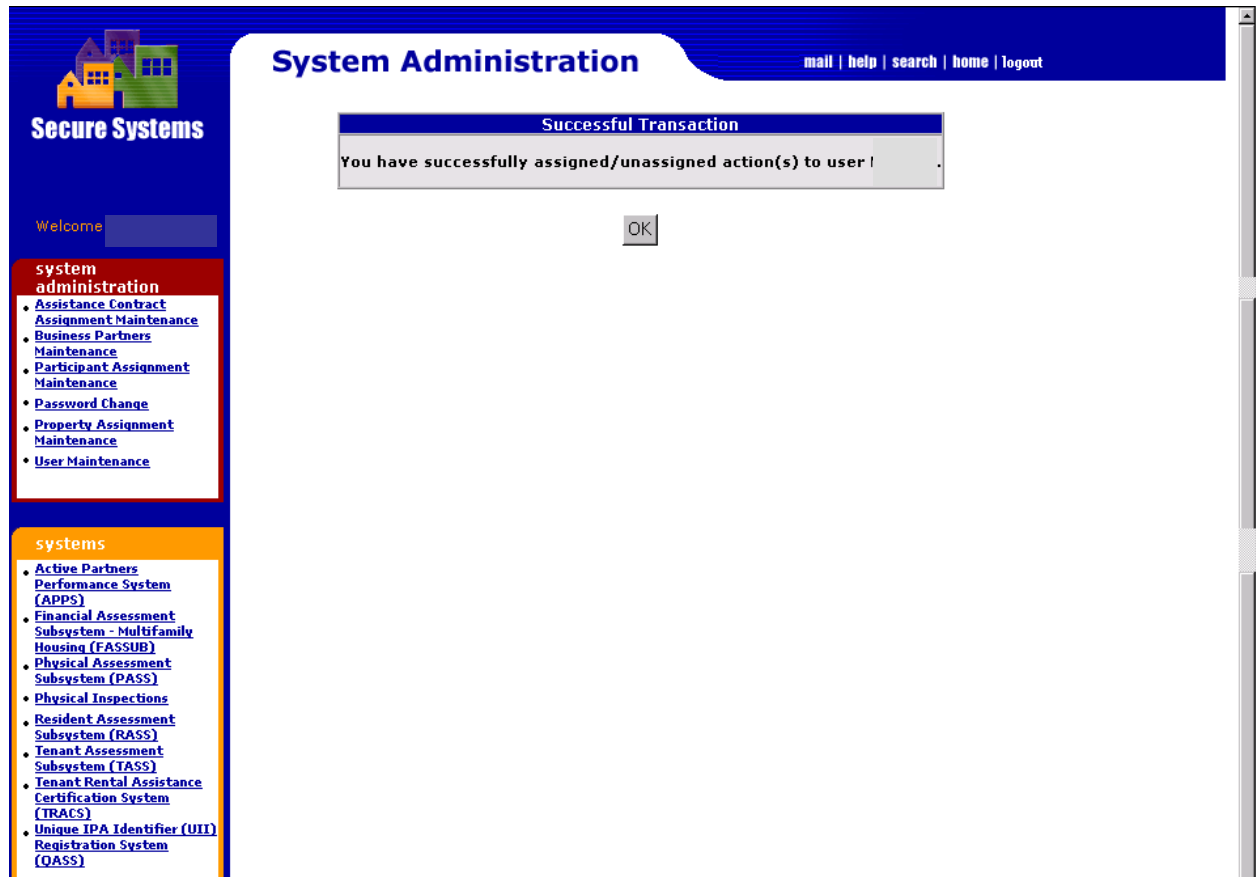 System Administration
mail | help | search | home | logout
Secure Systems
Successful Transaction
You have successfully assigned/unassigned action(s) to user .
OK
Welcome
system
administration
Assistance Contract
Assignment Maintenance
Business Partners
Maintenance
Participant Assignment
Maintenance
Password Change
Property Assignment
Maintenance
User Maintenance
systems
Active Partners
Performance System
(APPS)
Financial Assessment
Subsystem - Multifamily
Housing (FASSUB)
Physical Assessment
Subsystem (PASS)
Physical Inspections
Resident Assessment
Subsystem (RASS)
Tenant Assessment
Subsystem (TASS)
Tenant Rental Assistance
Certification System
(TRACS)
Unique IPA Identifier (UII)
Registration System
(QASS)